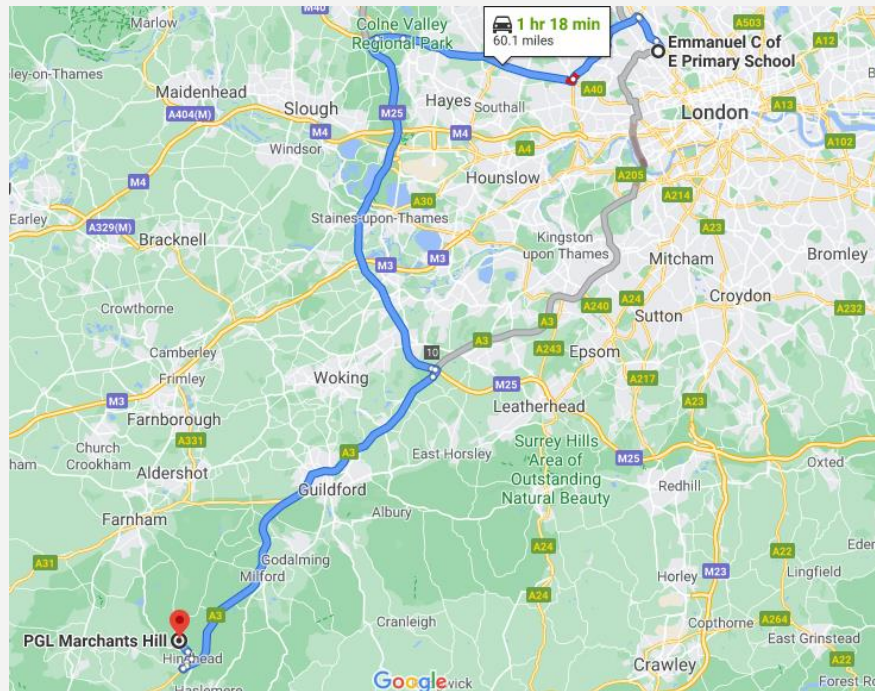 Marlow
M40
Colne Valley
Regional Park
1 hr 18 min
60.1 miles
A503
A12
Emmanuel C of
E Primary School
ley-on-Thames
Maidenhead
Slough
Hayes
Southall
A40
London
A13
A404(M)
M25
M4
M4
Windsor
A4
A102
Hounslow
A205
A214
M4
A30
Earley
A329(M)
Staines-upon-Thames
A23
Bracknell
Kingston
upon Thames
Mitcham
Bromley
M3
M3
Croydon
Crowthorne
A240
A24
A232
A3
Sutton
A3
Camberley
10
A243
Epsom
Frimley
Woking
A217
M3
M25
A23
Farnborough
Leatherhead
A331
Church
Crookham
A3
East Horsley
Surrey Hills
Area of
Outstanding
Natural Beauty
M25
Oxted
ham
Aldershot
Redhill
Guildford
Farnham
Albury
A31
A24
A22
Godalming
Milford
Horley
M23
Lingfield
A24
A3
Cranleigh
Copthorne
A264
PGL Marchants Hill
East Grinstead
Crawley
A22
Haslemere
Google
Forest Ro